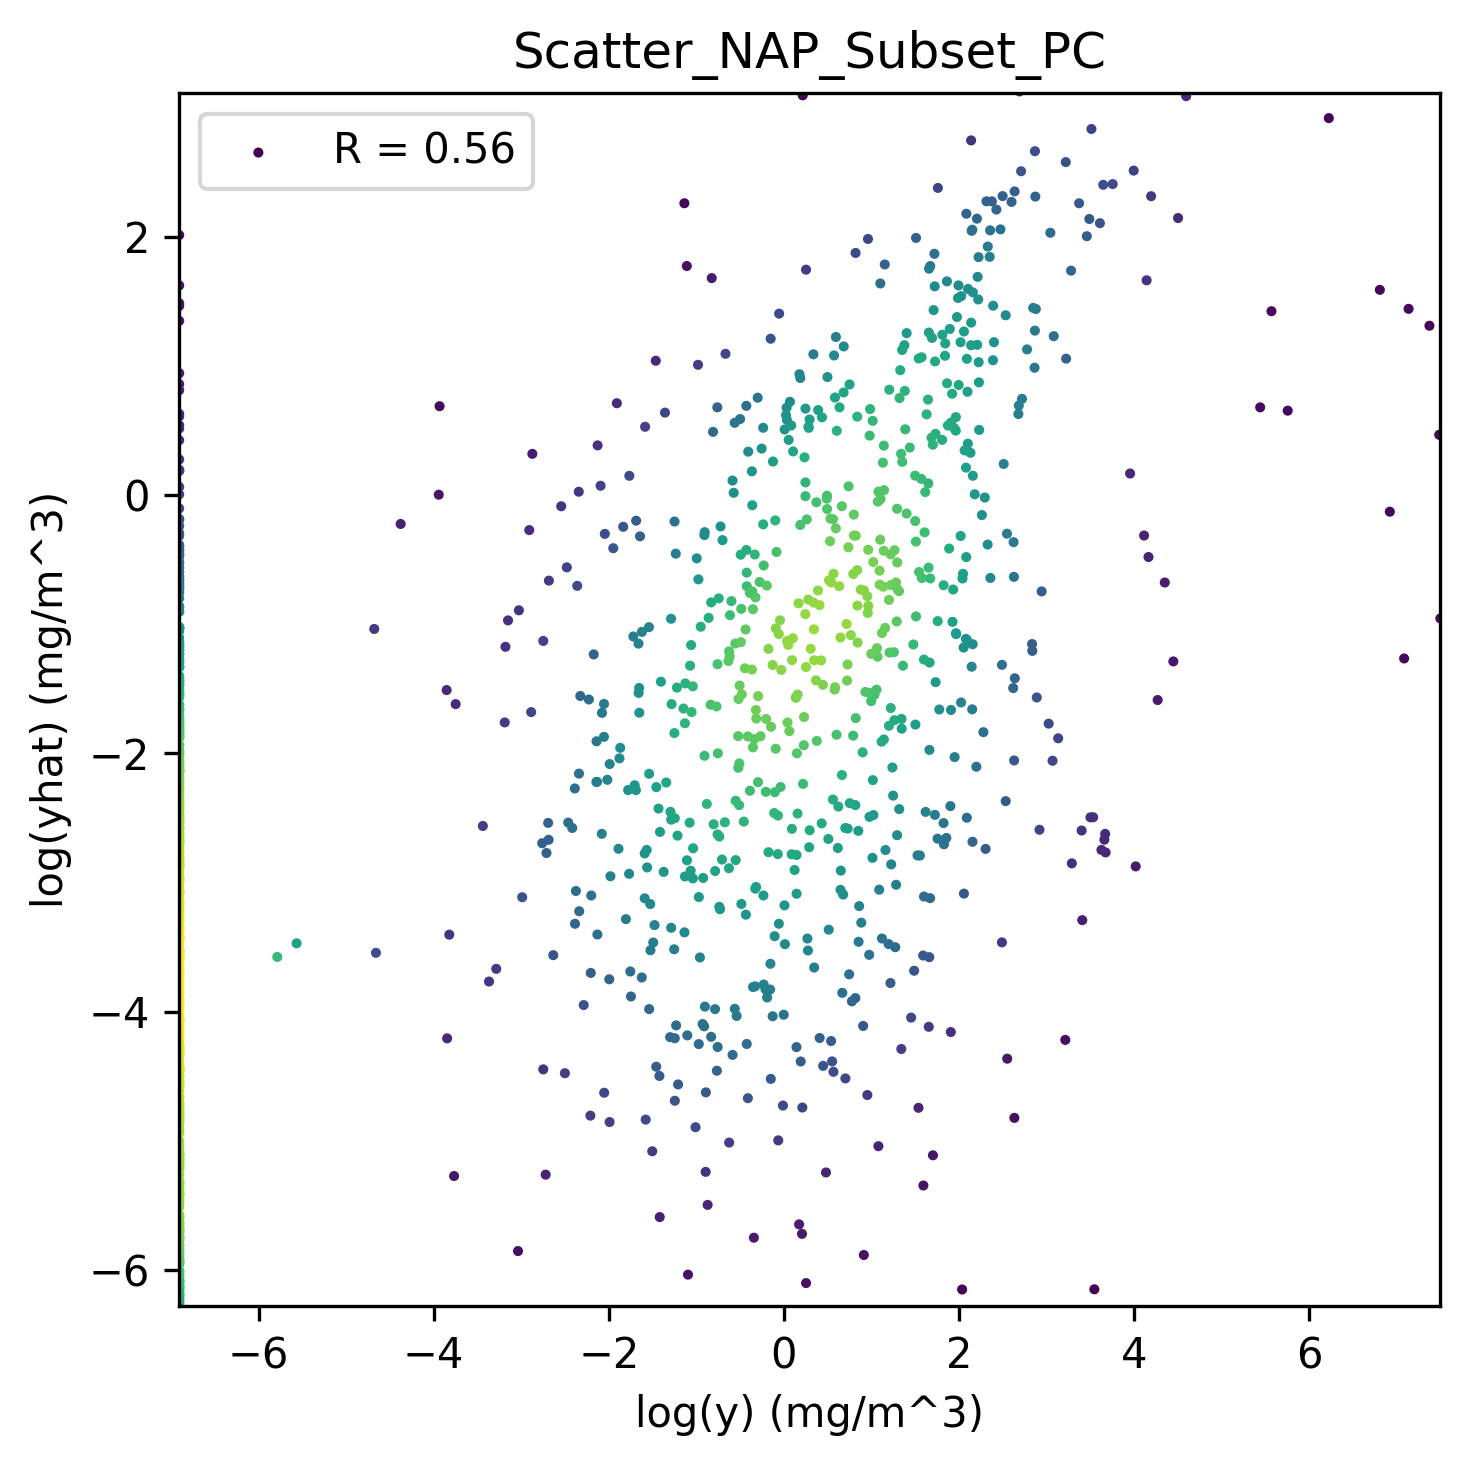 Scatter_NAP_Subset_PC
R = 0.56
2
0
−2
−4
−6
log(yhat) (mg/m^3)
−6 −4 −2 0 2 4 6
log(y) (mg/m^3)